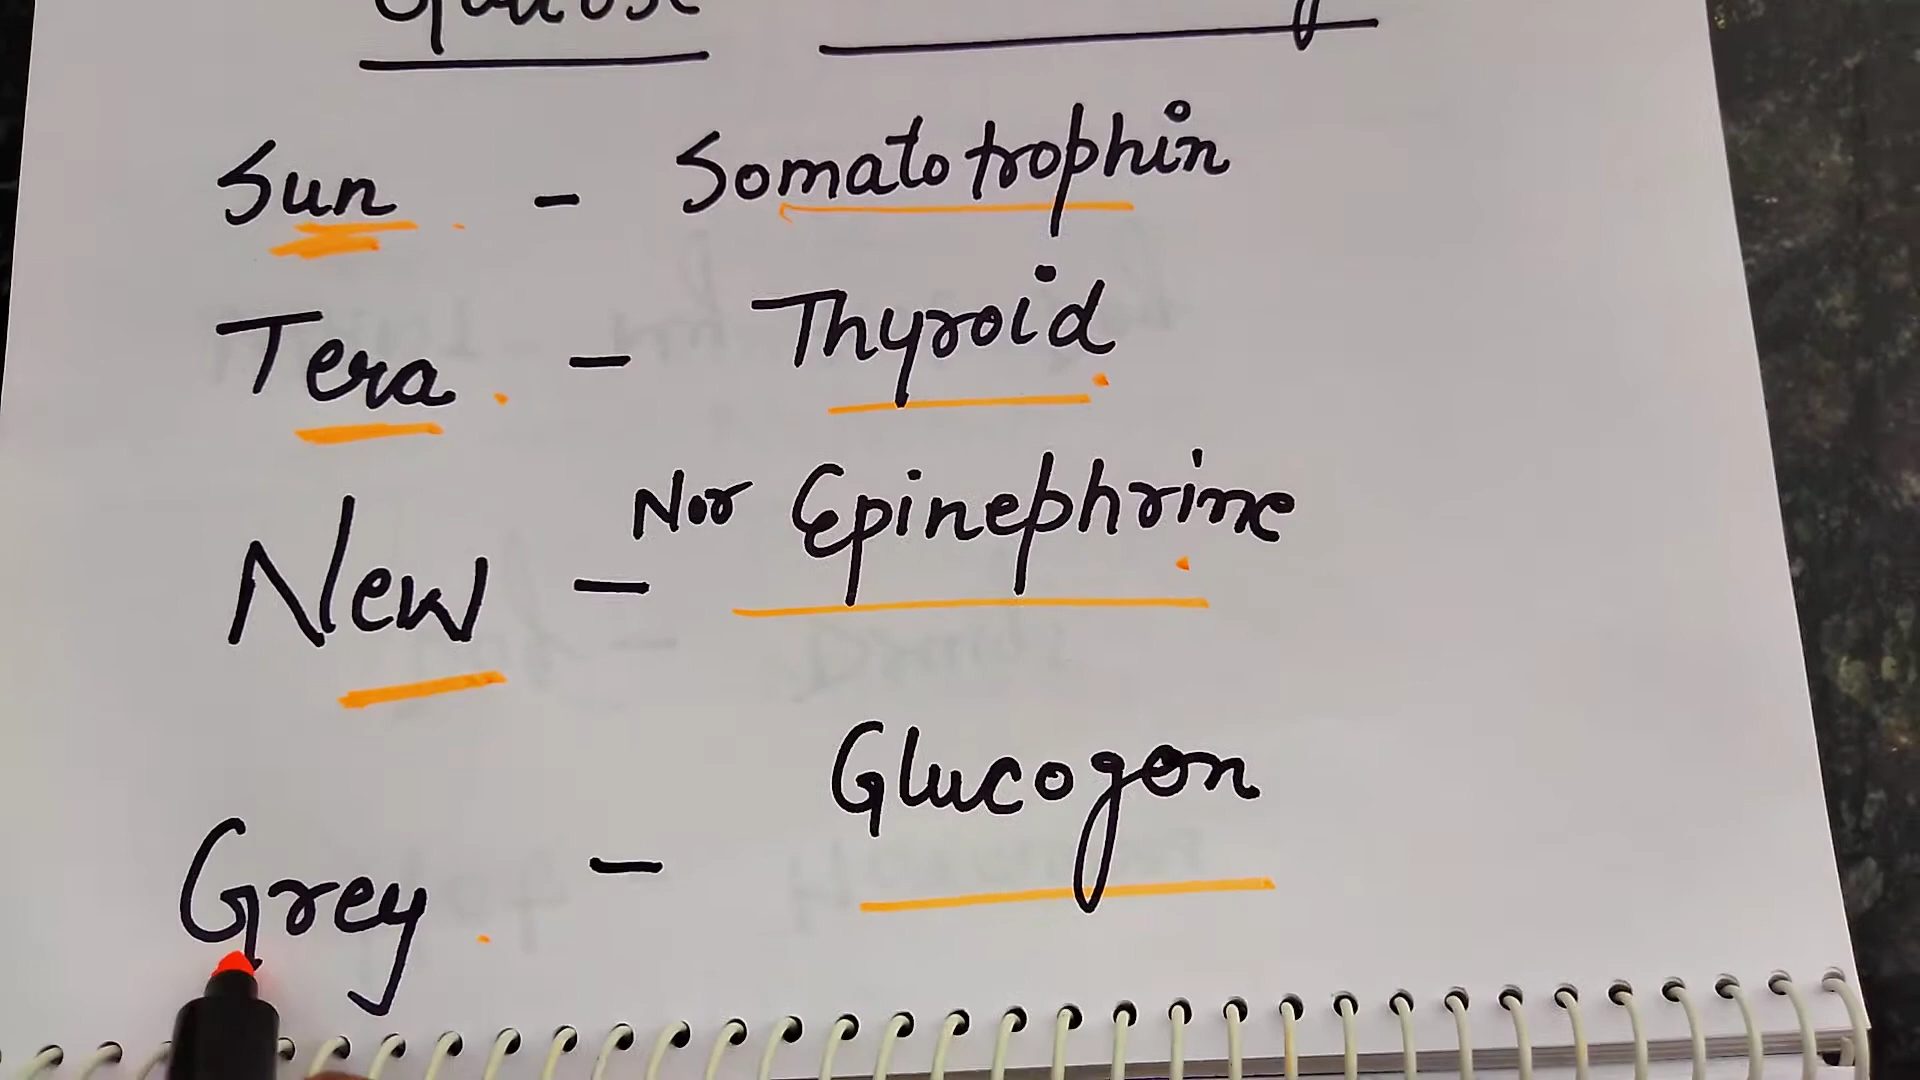 Sun - Somatotrophin
Tera - Thyroid
New - Nor Epinephrine
Grey - Glucogon